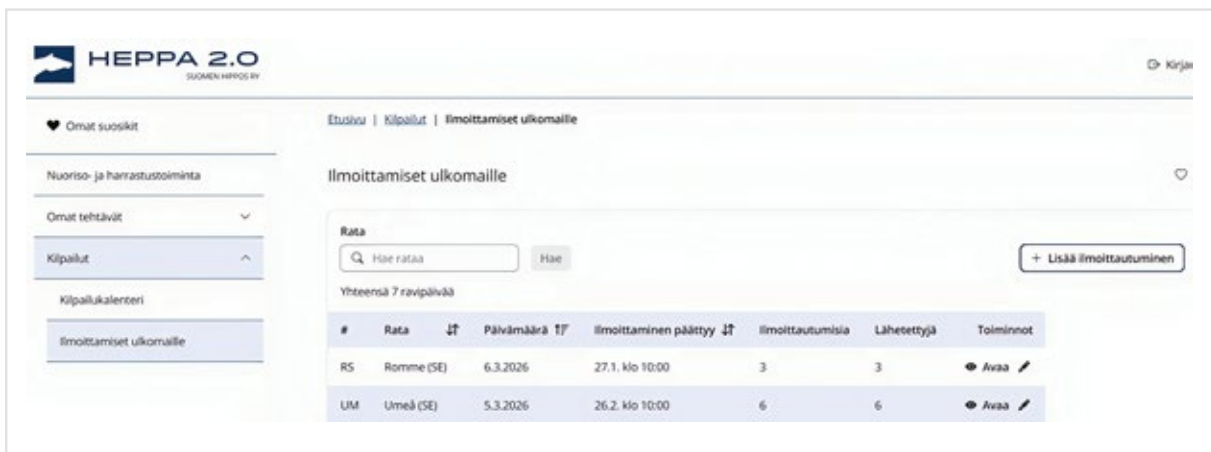 HEPPA 2.0
SUOMEN HIPPOS RY
Omat suosikit
Nuoriso- ja harrastustoiminta
Omat tehtävät
Kilpailut
Kilpailukalenteri
Ilmoittamiset ulkomaille
Etusivu | Kilpailut | Ilmoittamiset ulkomaille
Ilmoittamiset ulkomaille
Rata
Hae rataa Hae + Lisää ilmoittautuminen
Yhteensä 7 ravipäivää
# Rata Päivämäärä Ilmoittaminen päättyy Ilmoittautumisia Lähetettyjä Toiminnot
RS Romme (SE) 6.3.2026 27.1. klo 10:00 3 3 Avaa
UM Umeå (SE) 5.3.2026 26.2. klo 10:00 6 6 Avaa